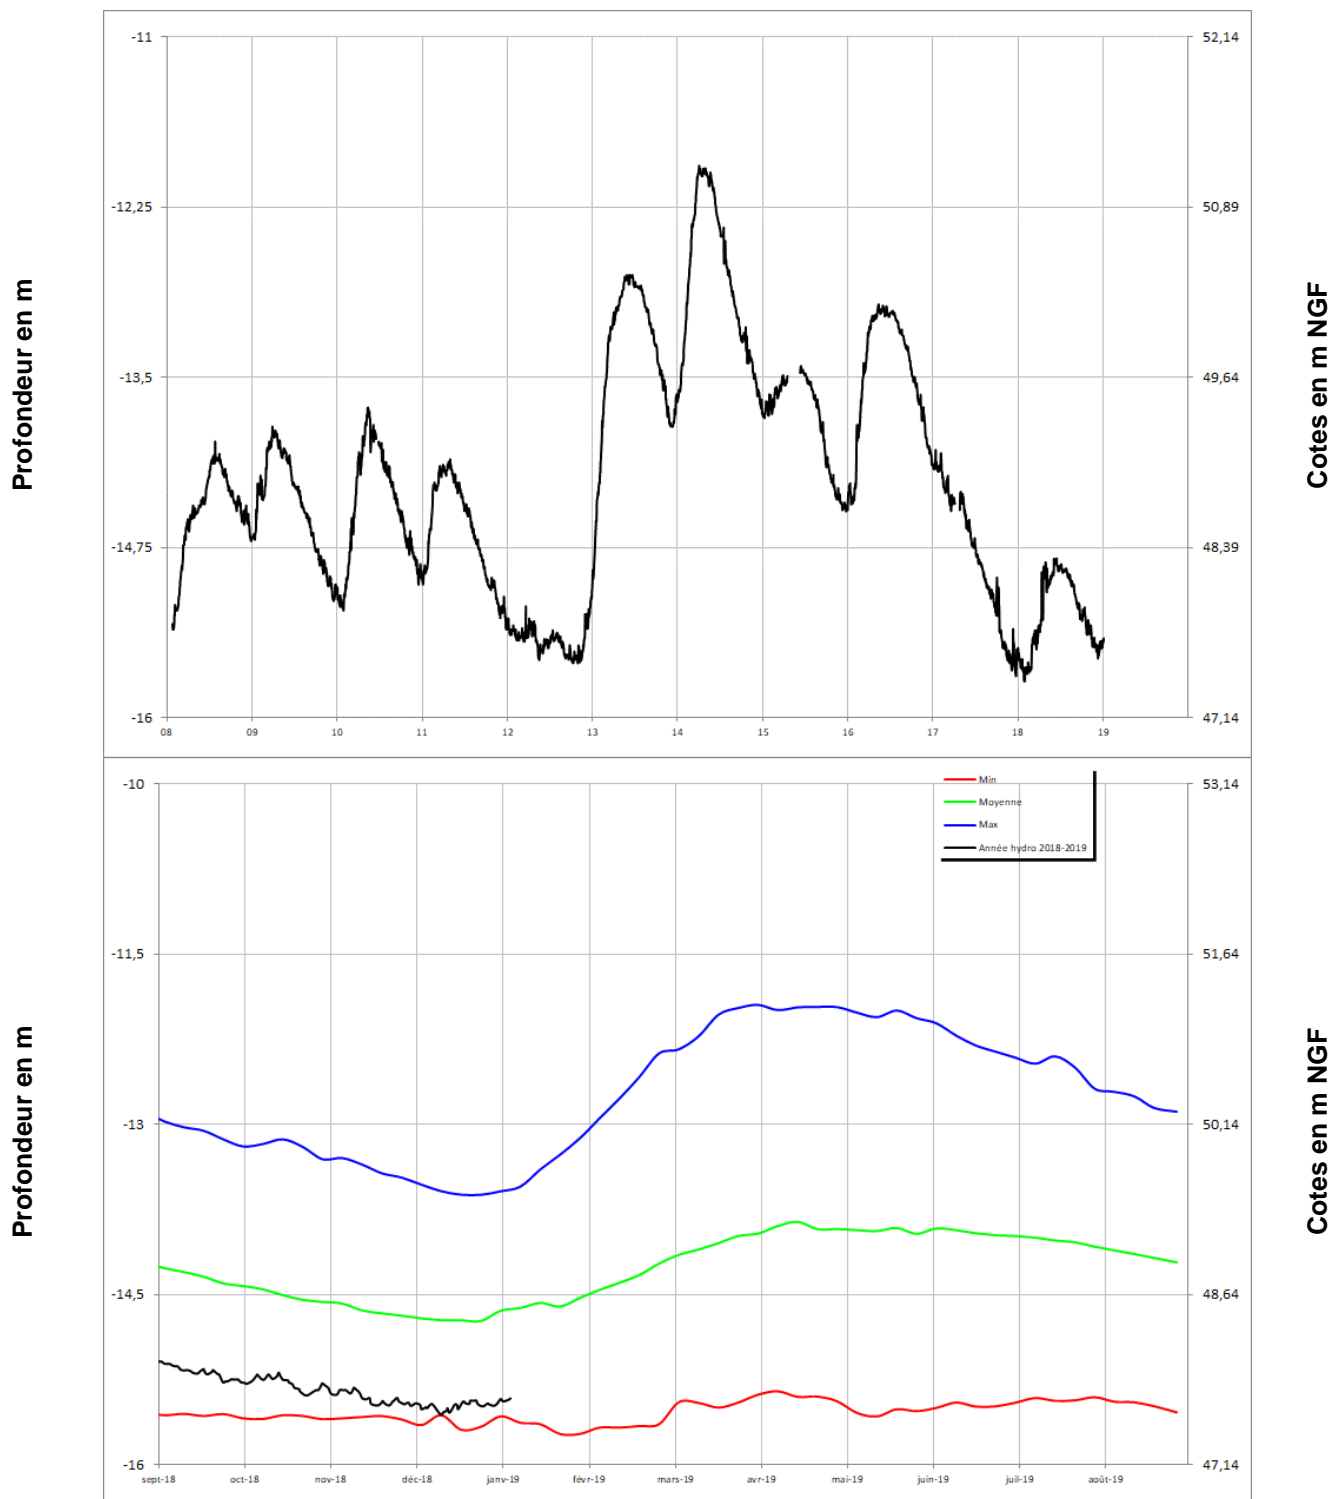 -11
52,14
-12,25
50,89
Profondeur en m
Cotes en m NGF
-13,5
49,64
-14,75
48,39
-16
47,14
08 09 10 11 12 13 14 15 16 17 18 19
-10
53,14
Min
Moyenne
Max
Année hydro 2018-2019
-11,5
51,64
Profondeur en m
Cotes en m NGF
-13
50,14
-14,5
48,64
-16
47,14
sept-18 oct-18 nov-18 déc-18 janv-19 févr-19 mars-19 avr-19 mai-19 juin-19 juil-19 août-19